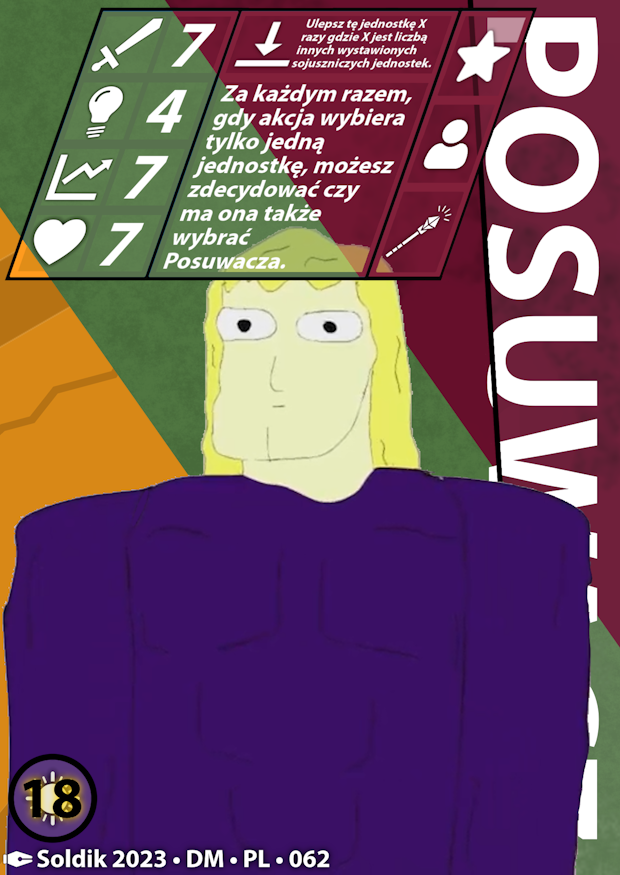 7
4
7
7
Ulepsz tę jednostkę X
razy gdzie X jest liczbą
innych wystawionych
sojuszniczych jednostek.
Za każdym razem,
gdy akcja wybiera
tylko jedną
jednostkę, możesz
zdecydować czy
ma ona także
wybrać
Posuwacza.
18
Soldik 2023 • DM • PL • 062